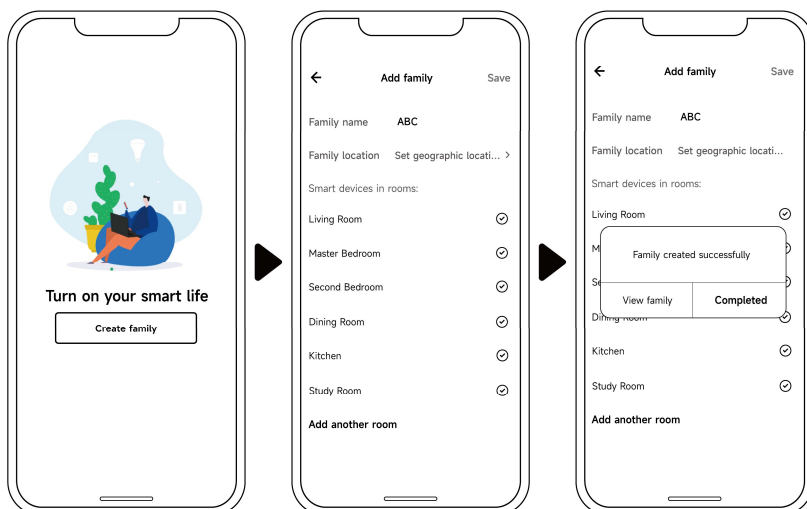 Turn on your smart life
Create family
Add family Save
Family name ABC
Family location Set geographic locati... >
Smart devices in rooms:
Living Room
Master Bedroom
Second Bedroom
Dining Room
Kitchen
Study Room
Add another room
Add family Save
Family name ABC
Family location Set geographic locati...
Smart devices in rooms:
Living Room
M
Family created successfully
Se
View family Completed
Dining Room
Kitchen
Study Room
Add another room